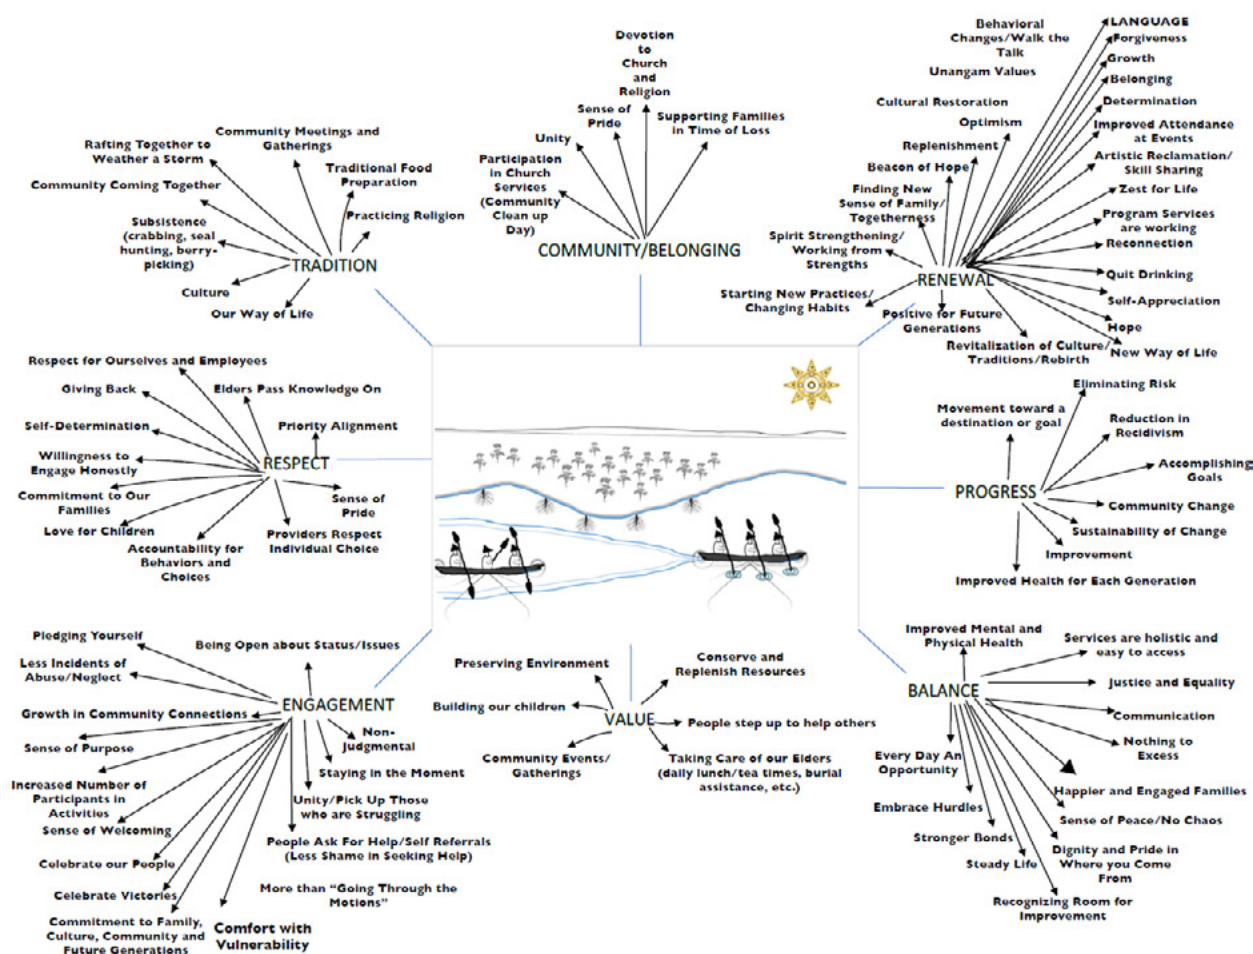 Devotion
to
Church
and
Religion
Sense of
Pride
Unity
Supporting Families
in Time of Loss
Participation
in Church
Services
(Community
Clean up
Day)
COMMUNITY/BELONGING
Community Meetings and
Gatherings
Rafting Together to
Weather a Storm
Traditional Food
Preparation
Community Coming Together
Practicing Religion
Subsistence
(crabbing, seal
hunting, berry-
picking)
TRADITION
Culture
Our Way of Life
Behavioral
Changes/Walk the
Talk
Unangam Values
Cultural Restoration
Optimism
Replenishment
Beacon of Hope
Finding New
Sense of Family/
Togetherness
Spirit Strengthening/
Working from
Strengths
Starting New Practices/
Changing Habits
RENEWAL
Positive for Future
Generations
Revitalization of Culture/
Traditions/Rebirth
LANGUAGE
Forgiveness
Growth
Belonging
Determination
Improved Attendance
at Events
Artistic Reclamation/
Skill Sharing
Zest for Life
Program Services
are working
Reconnection
Quit Drinking
Self-Appreciation
Hope
New Way of Life
Respect for Ourselves and Employees
Giving Back
Elders Pass Knowledge On
Self-Determination
Priority Alignment
Willingness to
Engage Honestly
RESPECT
Commitment to Our
Families
Sense of
Pride
Love for Children
Accountability for
Behaviors and
Choices
Providers Respect
Individual Choice
Eliminating Risk
Movement toward a
destination or goal
Reduction in
Recidivism
Accomplishing
Goals
PROGRESS
Community Change
Sustainability of Change
Improvement
Improved Health for Each Generation
Pledging Yourself
Being Open about Status/Issues
Less Incidents of
Abuse/Neglect
ENGAGEMENT
Growth in Community Connections
Non-
Judgmental
Sense of Purpose
Staying in the Moment
Increased Number of
Participants in
Activities
Unity/Pick Up Those
who are Struggling
Sense of Welcoming
People Ask For Help/Self Referrals
(Less Shame in Seeking Help)
Celebrate our People
More than “Going Through the
Motions”
Celebrate Victories
Commitment to Family,
Culture, Community and
Future Generations
Comfort with
Vulnerability
Preserving Environment
Conserve and
Replenish Resources
Building our children
VALUE
People step up to help others
Community Events/
Gatherings
Taking Care of our Elders
(daily lunch/tea times, burial
assistance, etc.)
Improved Mental and
Physical Health
Services are holistic and
easy to access
BALANCE
Justice and Equality
Communication
Nothing to
Excess
Every Day An
Opportunity
Happier and Engaged Families
Embrace Hurdles
Sense of Peace/No Chaos
Stronger Bonds
Dignity and Pride in
Where you Come
From
Steady Life
Recognizing Room for
Improvement